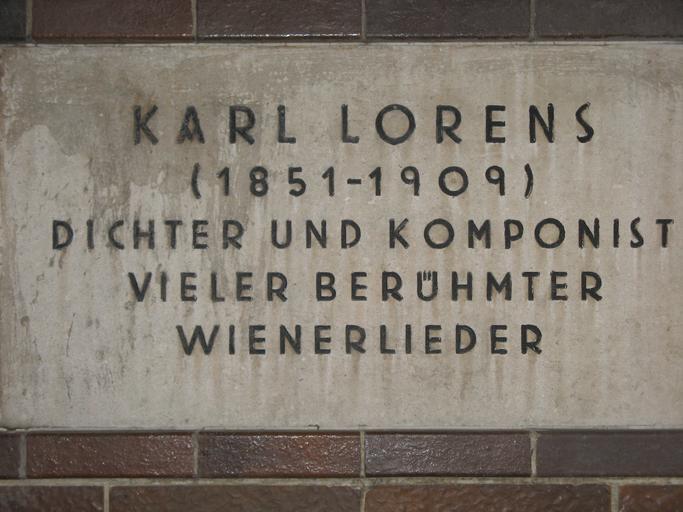 KARL LORENS
(1851-1909)
DICHTER UND KOMPONIST
VIELER BERÜHMTER
WIENERLIEDER